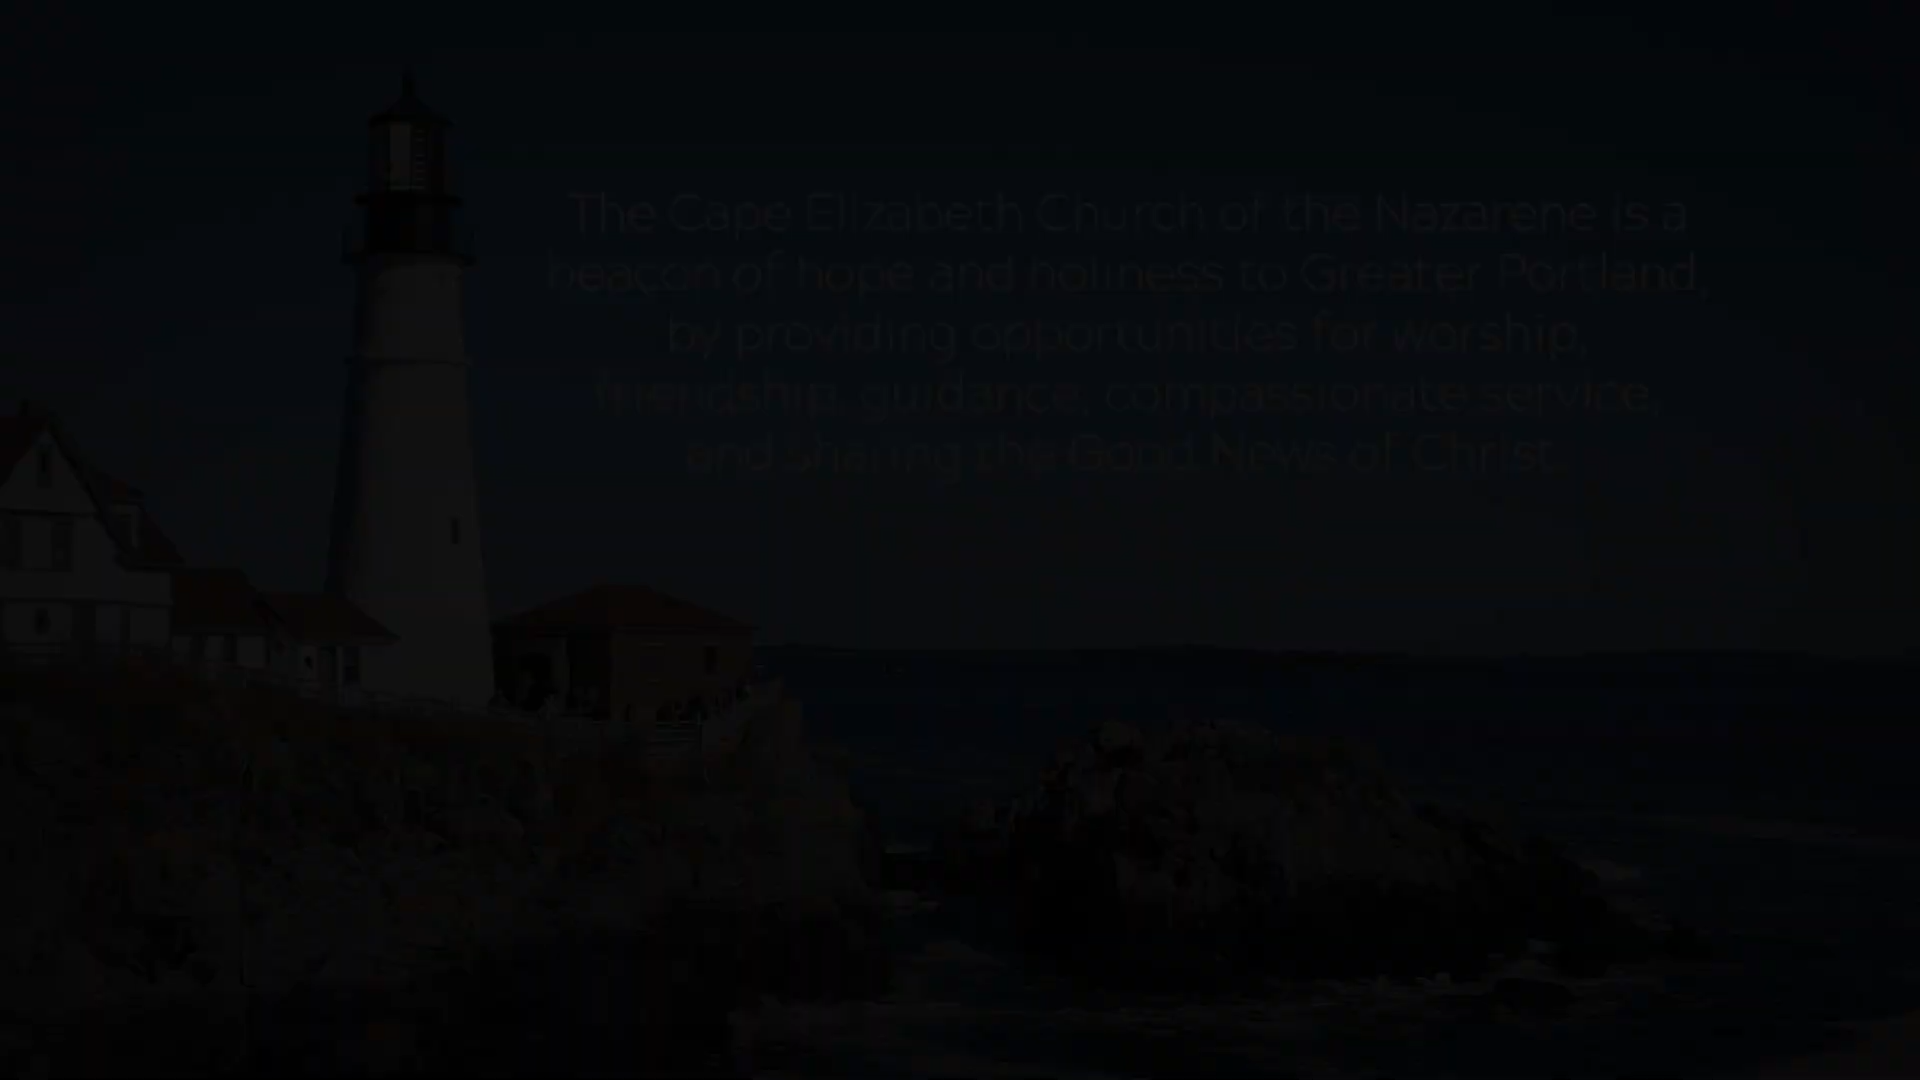 The Cape Elizabeth Church of the Nazarene is a
beacon of hope and holiness to Greater Portland,
by providing opportunities for worship,
friendship, guidance, compassionate service,
and Sharing the Good News of Christ.